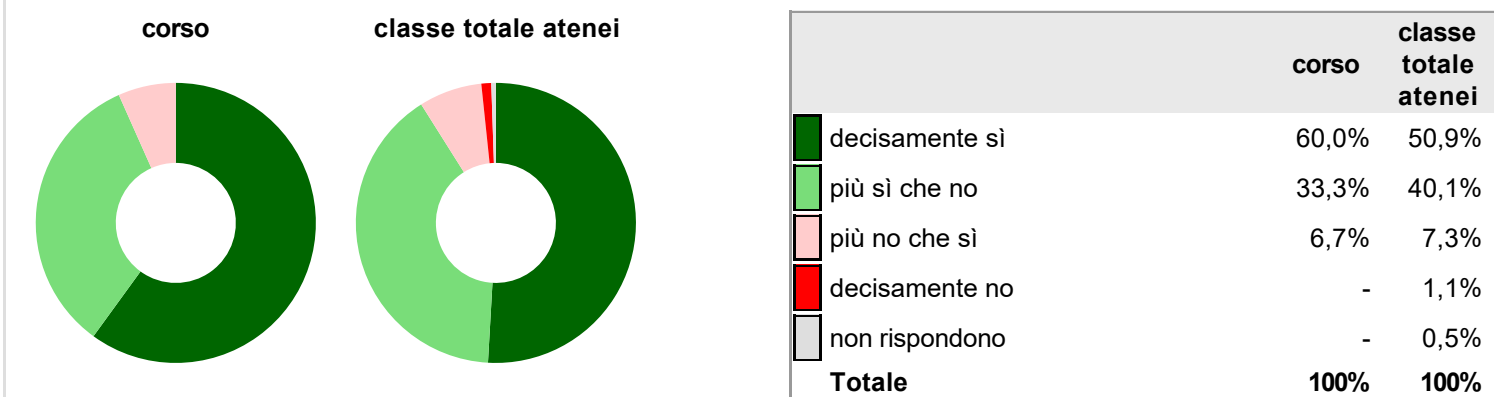 corso classe totale atenei
corso classe totale atenei
decisamente sì 60,0% 50,9%
più sì che no 33,3% 40,1%
più no che sì 6,7% 7,3%
decisamente no - 1,1%
non rispondono - 0,5%
Totale 100% 100%